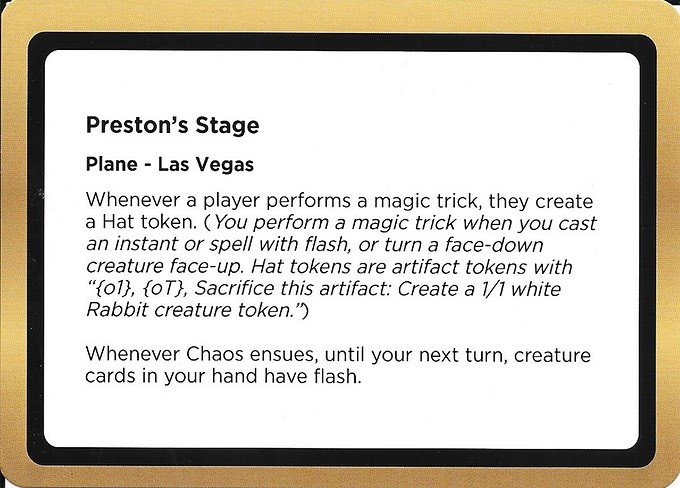 Preston's Stage
Plane - Las Vegas
Whenever a player performs a magic trick, they create
a Hat token. (You perform a magic trick when you cast
an instant or spell with flash, or turn a face-down
creature face-up. Hat tokens are artifact tokens with
“{o1}, {oT}, Sacrifice this artifact: Create a 1/1 white
Rabbit creature token.”)
Whenever Chaos ensues, until your next turn, creature
cards in your hand have flash.